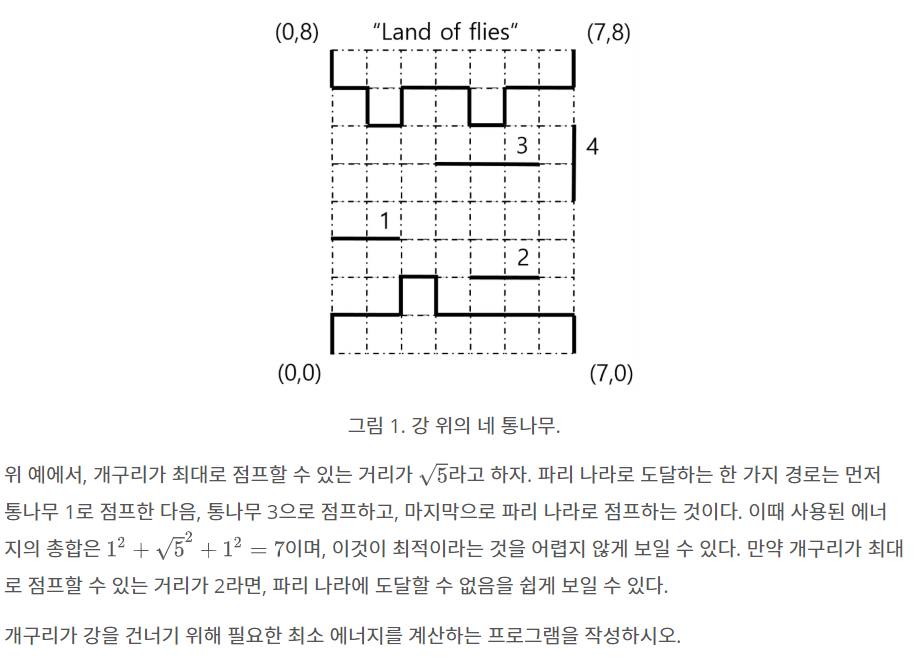 (0,8) “Land of flies” (7,8)
3 4
1
2
(0,0) (7,0)
그림 1. 강 위의 네 통나무.
위 예에서, 개구리가 최대로 점프할 수 있는 거리가 √5라고 하자. 파리 나라로 도달하는 한 가지 경로는 먼저
통나무 1로 점프한 다음, 통나무 3으로 점프하고, 마지막으로 파리 나라로 점프하는 것이다. 이때 사용된 에너
지의 총합은 1² + √5² + 1² = 7이며, 이것이 최적이라는 것을 어렵지 않게 보일 수 있다. 만약 개구리가 최대
로 점프할 수 있는 거리가 2라면, 파리 나라에 도달할 수 없음을 쉽게 보일 수 있다.
개구리가 강을 건너기 위해 필요한 최소 에너지를 계산하는 프로그램을 작성하시오.